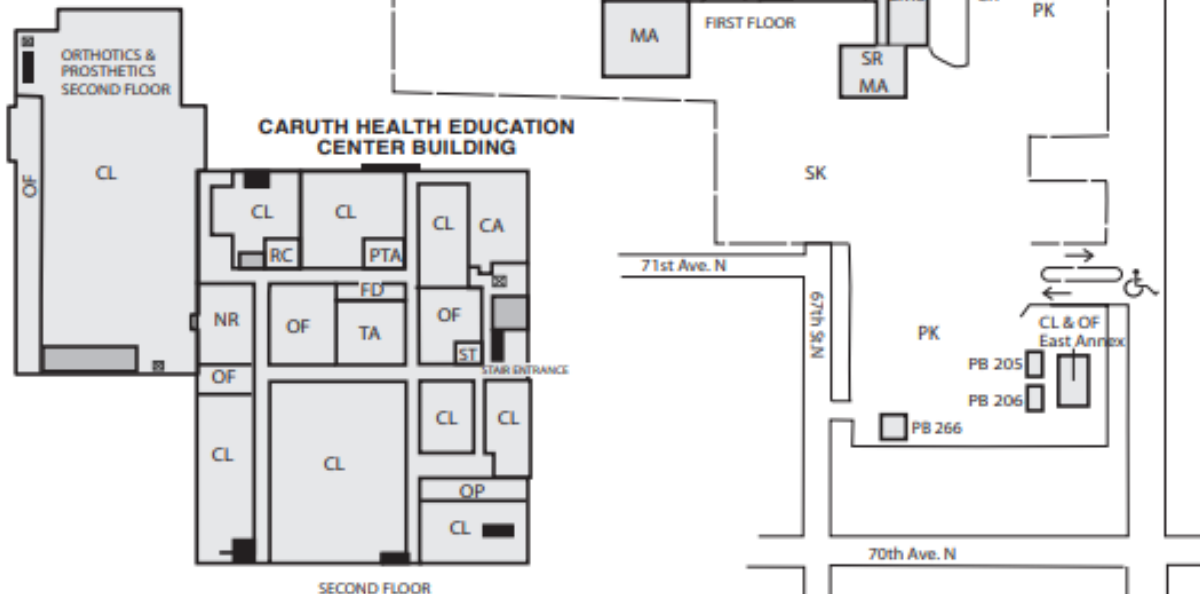 PK
FIRST FLOOR
MA
SR
MA
ORTHOTICS &
PROSTHETICS
SECOND FLOOR
OF
CL
CARUTH HEALTH EDUCATION
CENTER BUILDING
CL
RC
CL
PTA
CL
CA
NR
OF
FD
TA
OF
ST
STAIR ENTRANCE
OF
CL
CL
CL
CL
OP
CL
SECOND FLOOR
SK
71st Ave. N
67th St.N
PK
CL & OF
East Annex
PB 205
PB 206
PB 266
70th Ave. N